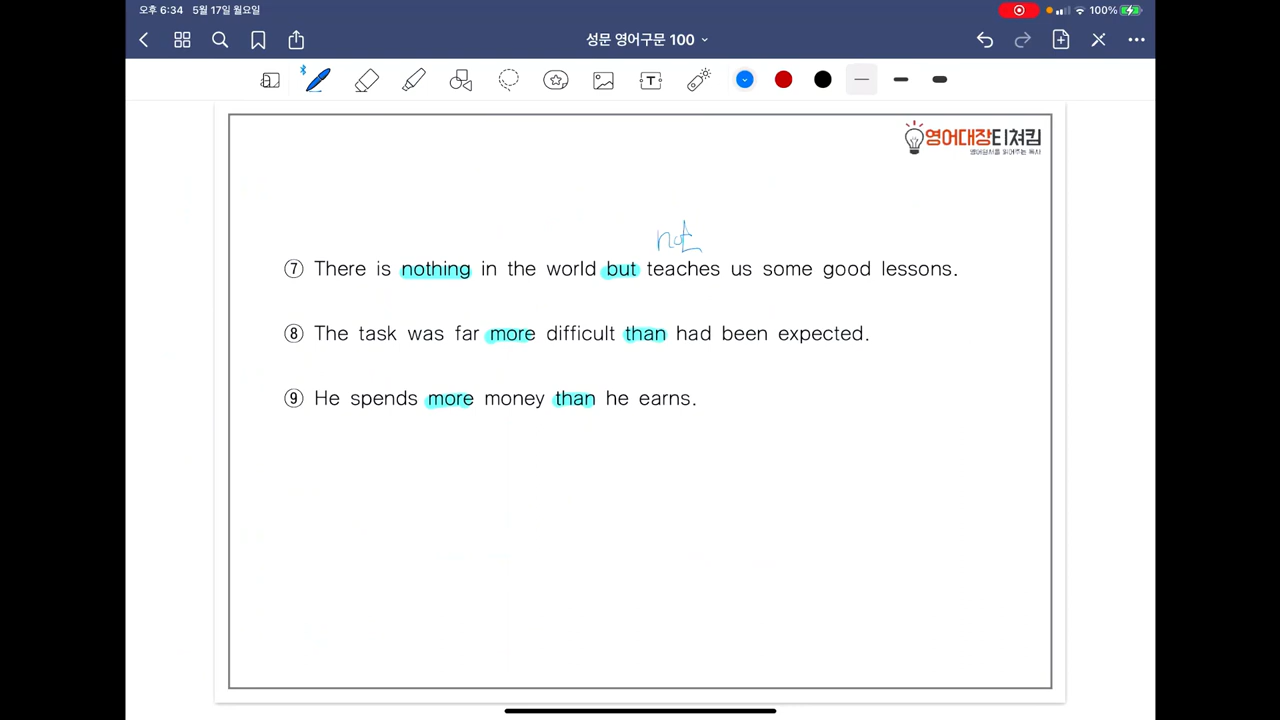 오후 6:34 5월 17일 월요일
100%
성문 영어구문 100
T
영어대장티쳐킴
not
⑦ There is nothing in the world but teaches us some good lessons.
⑧ The task was far more difficult than had been expected.
⑨ He spends more money than he earns.